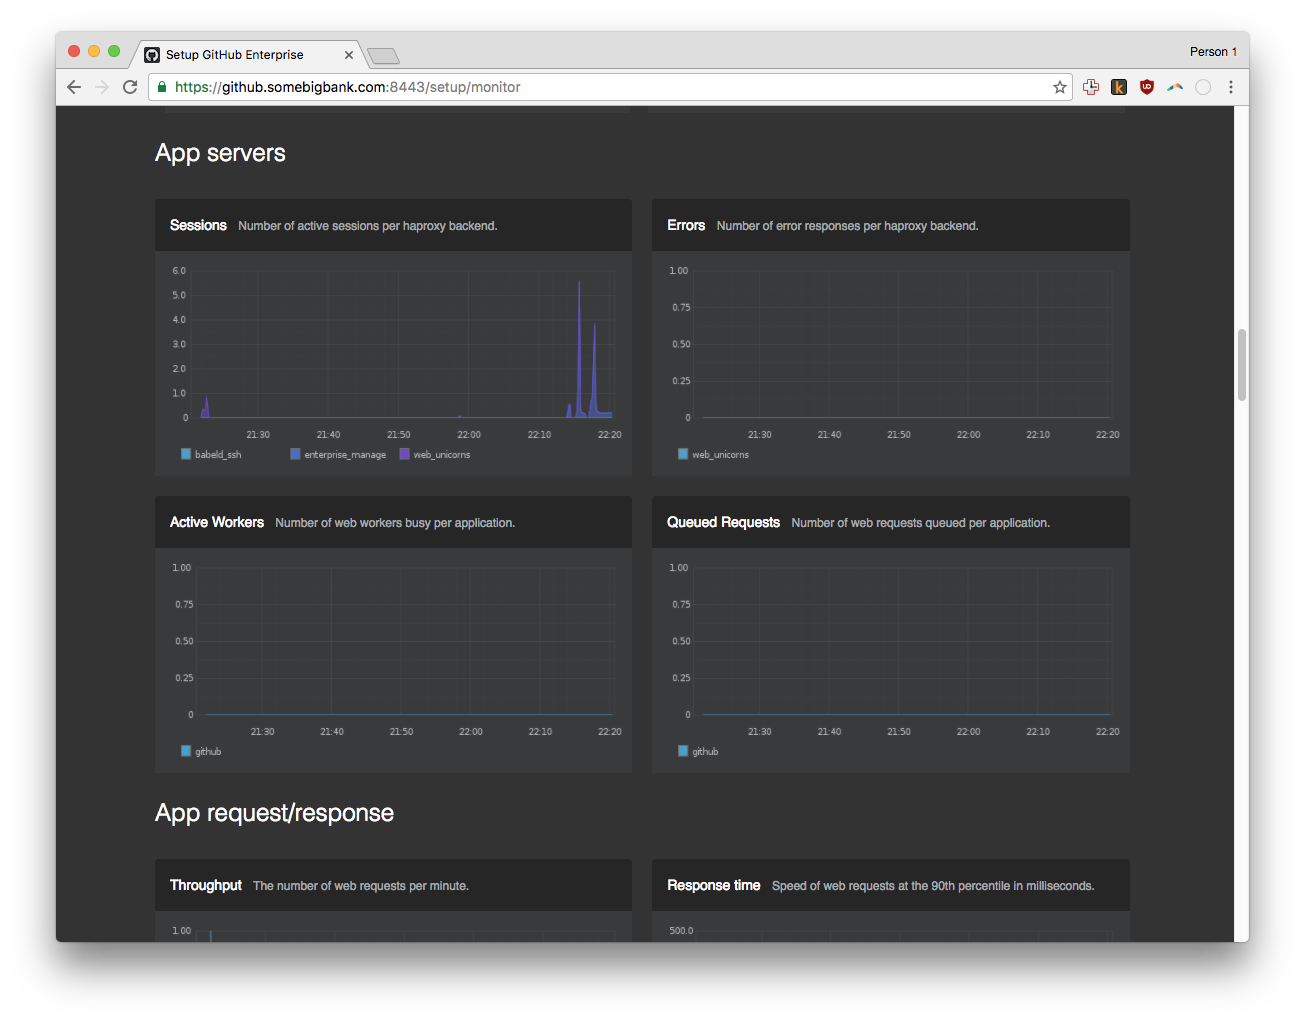 Setup GitHub Enterprise
Person 1
https://github.somebigbank.com:8443/setup/monitor
App servers
Sessions Number of active sessions per haproxy backend.
6.0
5.0
4.0
3.0
2.0
1.0
0
21:30 21:40 21:50 22:00 22:10 22:20
babeld_ssh enterprise_manage web_unicorns
Errors Number of error responses per haproxy backend.
1.00
0.75
0.50
0.25
0
21:30 21:40 21:50 22:00 22:10 22:20
web_unicorns
Active Workers Number of web workers busy per application.
1.00
0.75
0.50
0.25
0
21:30 21:40 21:50 22:00 22:10 22:20
github
Queued Requests Number of web requests queued per application.
1.00
0.75
0.50
0.25
0
21:30 21:40 21:50 22:00 22:10 22:20
github
App request/response
Throughput The number of web requests per minute.
1.00
Response time Speed of web requests at the 90th percentile in milliseconds.
500.0